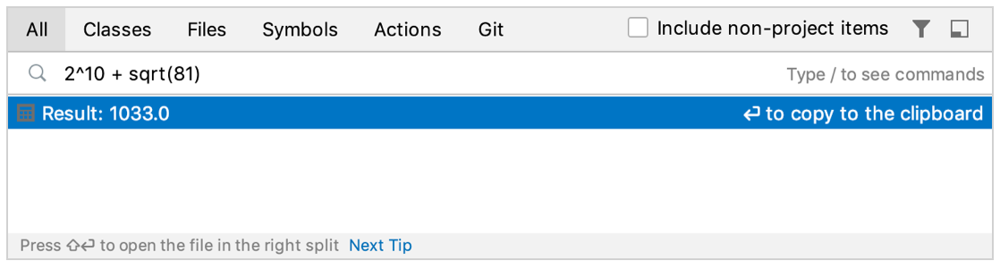 All Classes Files Symbols Actions Git Include non-project items
2^10 + sqrt(81) Type / to see commands
Result: 1033.0 ⏎ to copy to the clipboard
Press ⇧⏎ to open the file in the right split Next Tip